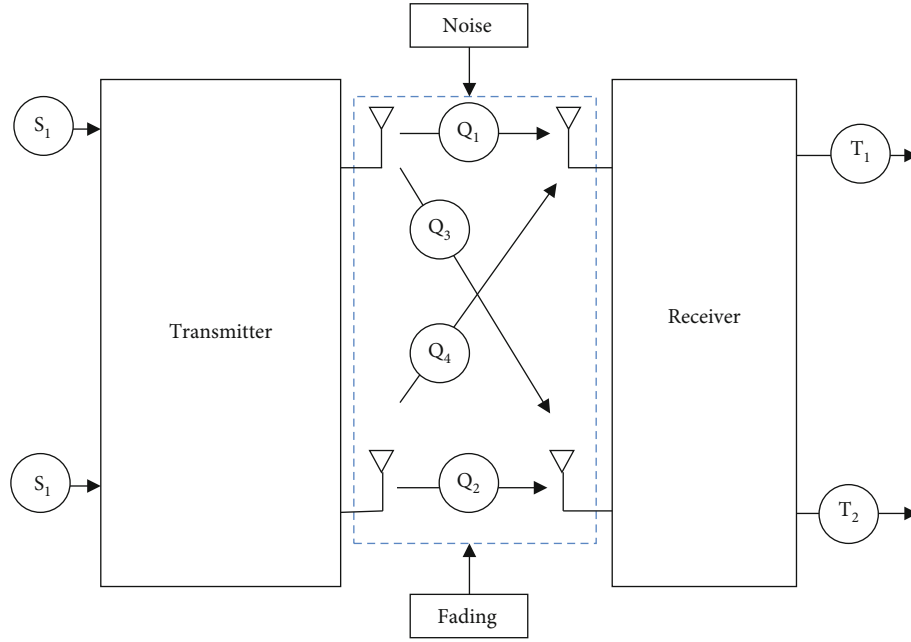 Noise
S₁
Q₁
T₁
Q₃
Transmitter
Receiver
Q₄
S₁
Q₂
T₂
Fading